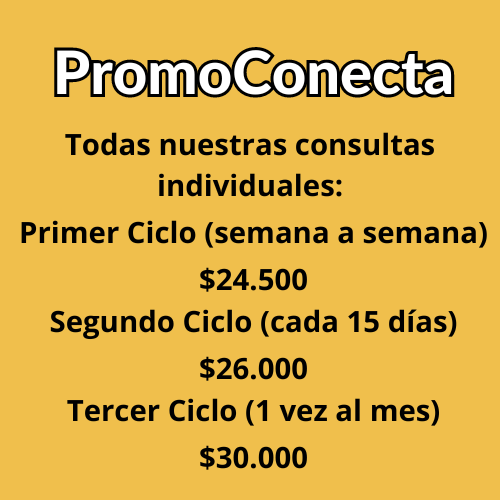 PromoConecta
Todas nuestras consultas
individuales:
Primer Ciclo (semana a semana)
$24.500
Segundo Ciclo (cada 15 días)
$26.000
Tercer Ciclo (1 vez al mes)
$30.000